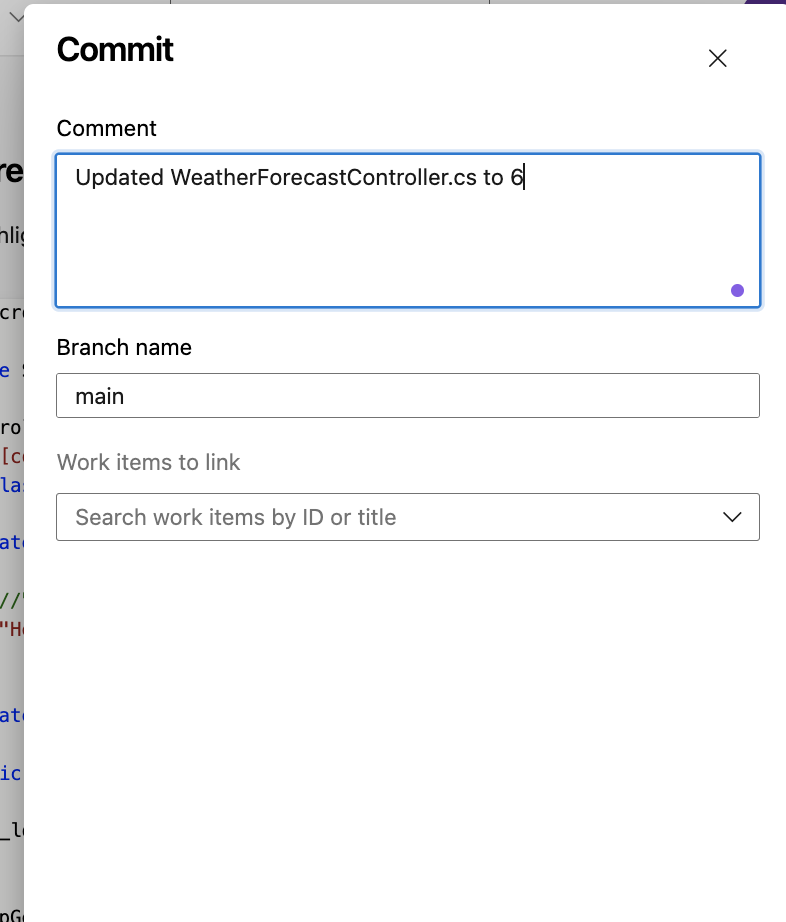 Commit
Comment
Updated WeatherForecastController.cs to 6
Branch name
main
Work items to link
Search work items by ID or title